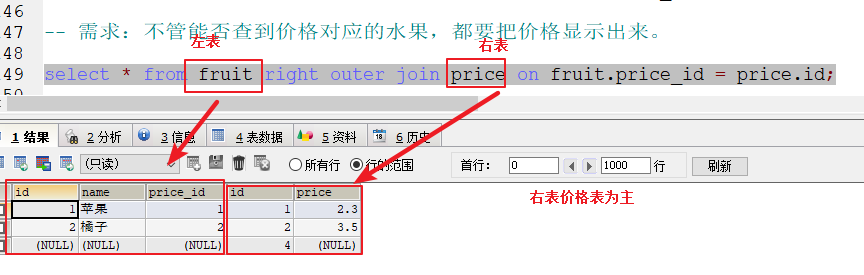 146
147
-- 需求：不管能否查到价格对应的水果，都要把价格显示出来。
148
左表
右表
149
select * from fruit right outer join price on fruit.price_id = price.id;
1 结果 2 分析 3 信息 4 表数据 5 资料 6 历史
(只读) 所有行 行的范围 首行： 0 1000 行 刷新
id name price_id id price
1 苹果 1 1 2.3
2 橘子 2 2 3.5
(NULL) (NULL) (NULL) 4 (NULL)
右表价格表为主